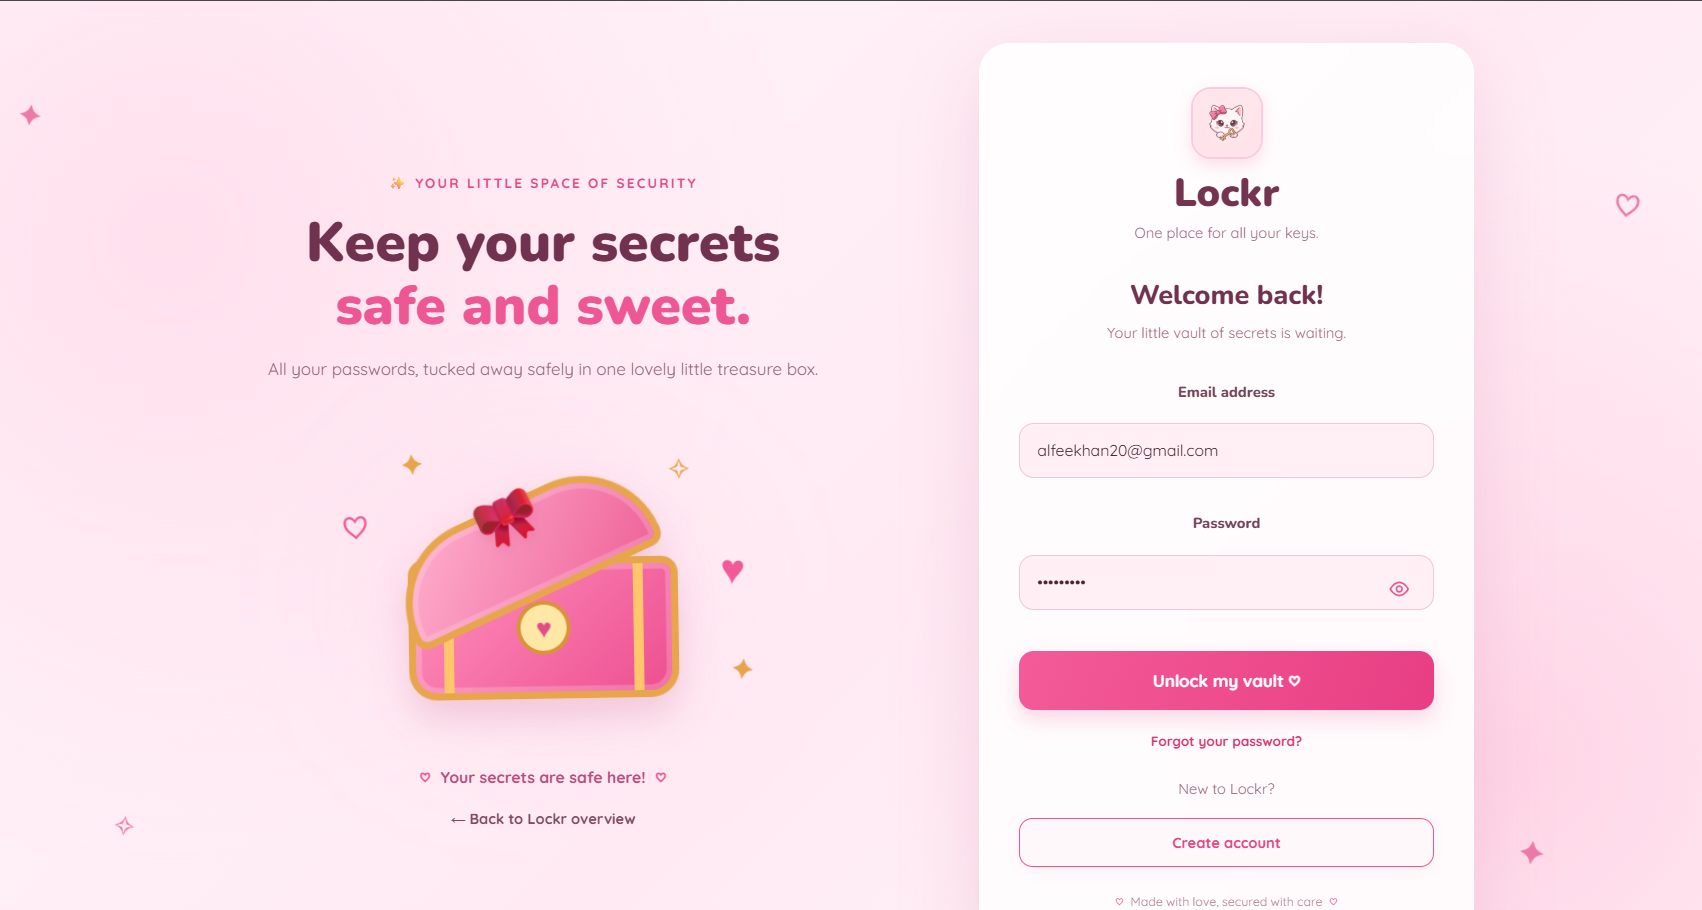 YOUR LITTLE SPACE OF SECURITY
Keep your secrets
safe and sweet.
All your passwords, tucked away safely in one lovely little treasure box.
♡ Your secrets are safe here! ♡
← Back to Lockr overview
Lockr
One place for all your keys.
Welcome back!
Your little vault of secrets is waiting.
Email address
alfeekhan20@gmail.com
Password
•••••••••
Unlock my vault ♡
Forgot your password?
New to Lockr?
Create account
♡ Made with love, secured with care ♡